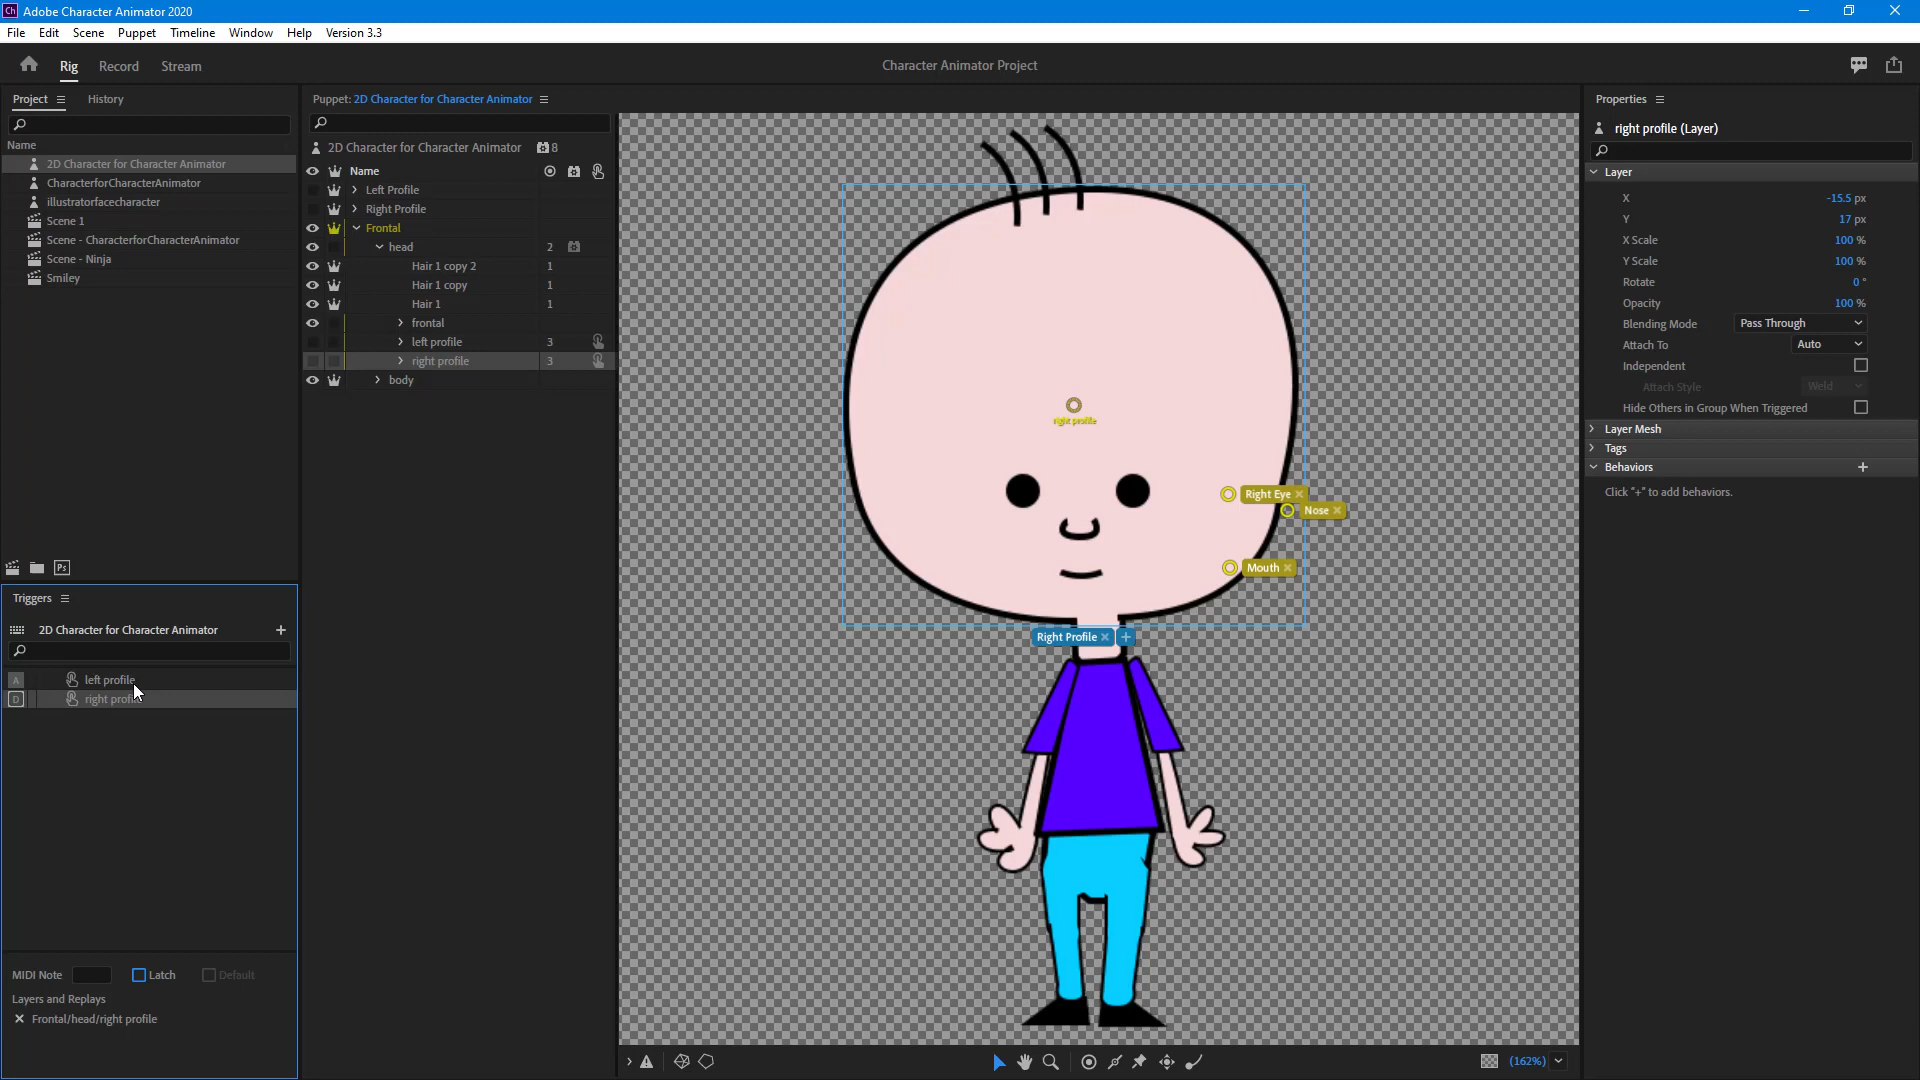 Ch Adobe Character Animator 2020
File Edit Scene Puppet Timeline Window Help Version 3.3
Rig Record Stream
Character Animator Project
Project History
Name
2D Character for Character Animator
CharacterforCharacterAnimator
illustratorfacecharacter
Scene 1
Scene - CharacterforCharacterAnimator
Scene - Ninja
Smiley
Ps
Triggers
2D Character for Character Animator +
A left profile
D right profile
MIDI Note Latch Default
Layers and Replays
Frontal/head/right profile
Puppet: 2D Character for Character Animator
2D Character for Character Animator 8
Name
Left Profile
Right Profile
Frontal
head 2
Hair 1 copy 2 1
Hair 1 copy 1
Hair 1 1
frontal
left profile 3
right profile 3
body
right profile
Right Eye
Nose
Mouth
Right Profile +
(162%)
Properties
right profile (Layer)
Layer
X -15.5 px
Y 17 px
X Scale 100 %
Y Scale 100 %
Rotate 0 °
Opacity 100 %
Blending Mode Pass Through
Attach To Auto
Independent
Attach Style Weld
Hide Others in Group When Triggered
Layer Mesh
Tags
Behaviors +
Click "+" to add behaviors.